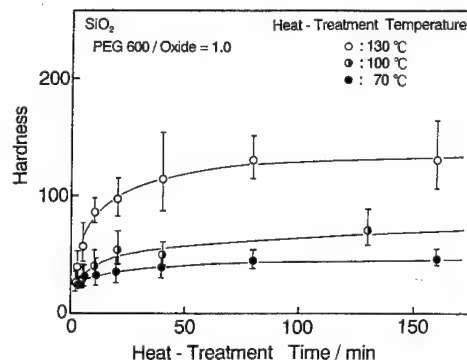 SiO2
Heat - Treatment Temperature
PEG 600 / Oxide = 1.0
○ : 130 ℃
◑ : 100 ℃
● : 70 ℃
200
100
0
Hardness
0 50 100 150
Heat - Treatment Time / min